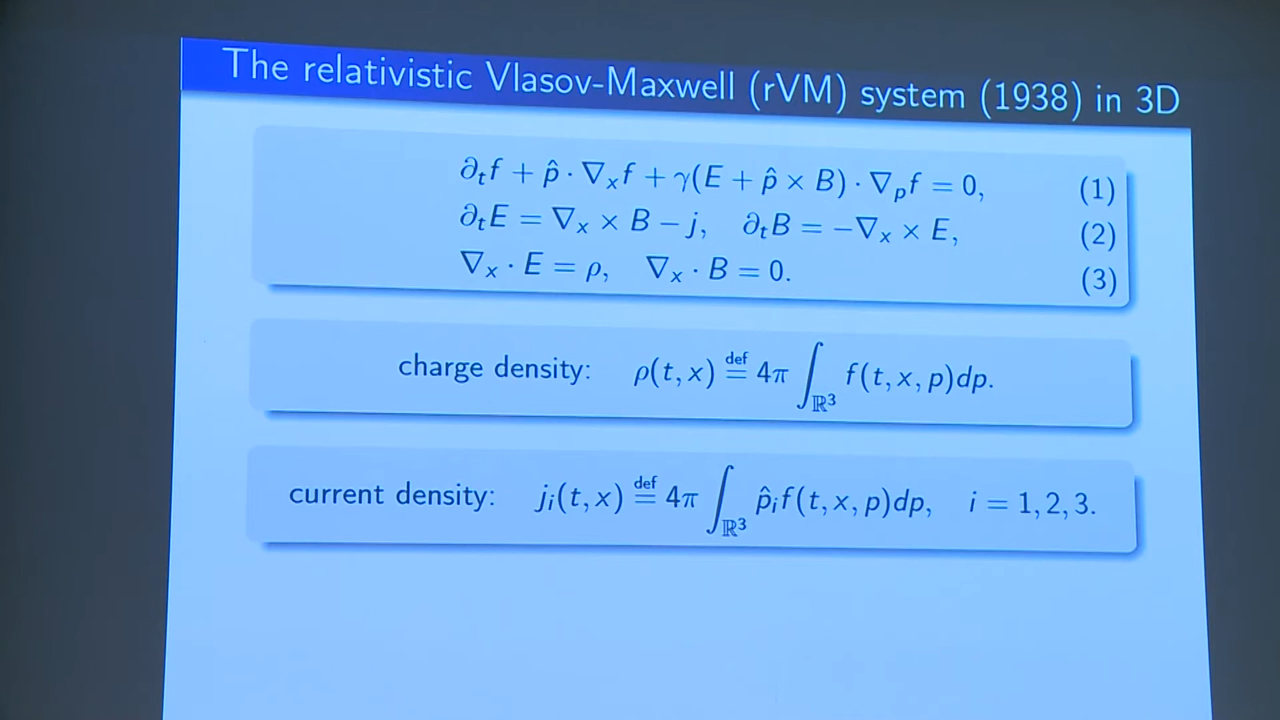 The relativistic Vlasov-Maxwell (rVM) system (1938) in 3D
∂ₜf + p̂ · ∇ₓf + γ(E + p̂ × B) · ∇ₚf = 0, (1)
∂ₜE = ∇ₓ × B − j, ∂ₜB = −∇ₓ × E, (2)
∇ₓ · E = ρ, ∇ₓ · B = 0. (3)
charge density: ρ(t, x) ≝ 4π ∫_ℝ³ f(t, x, p)dp.
current density: jᵢ(t, x) ≝ 4π ∫_ℝ³ p̂ᵢf(t, x, p)dp, i = 1, 2, 3.